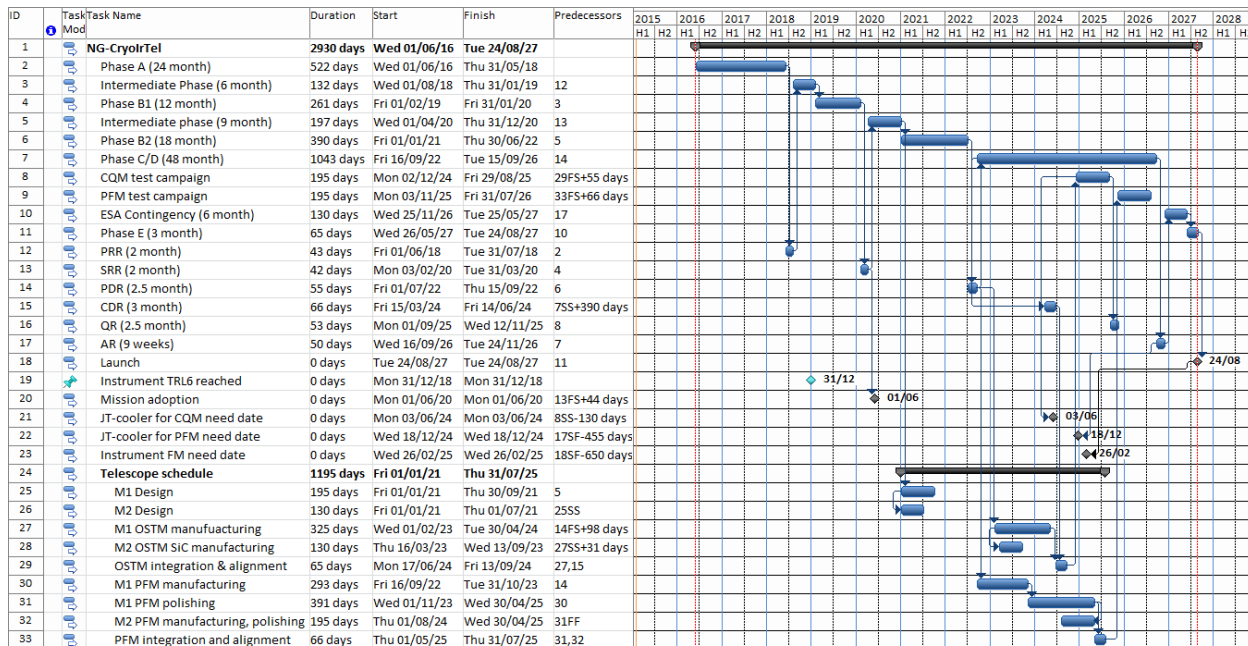 ID Task Mod Task Name Duration Start Finish Predecessors
2015 2016 2017 2018 2019 2020 2021 2022 2023 2024 2025 2026 2027 2028
H1 H2 H1 H2 H1 H2 H1 H2 H1 H2 H1 H2 H1 H2 H1 H2 H1 H2 H1 H2 H1 H2 H1 H2 H1 H2 H1
1 NG-CryoIrTel 2930 days Wed 01/06/16 Tue 24/08/27
2 Phase A (24 month) 522 days Wed 01/06/16 Thu 31/05/18
3 Intermediate Phase (6 month) 132 days Wed 01/08/18 Thu 31/01/19 12
4 Phase B1 (12 month) 261 days Fri 01/02/19 Fri 31/01/20 3
5 Intermediate phase (9 month) 197 days Wed 01/04/20 Thu 31/12/20 13
6 Phase B2 (18 month) 390 days Fri 01/01/21 Thu 30/06/22 5
7 Phase C/D (48 month) 1043 days Fri 16/09/22 Tue 15/09/26 14
8 CQM test campaign 195 days Mon 02/12/24 Fri 29/08/25 29FS+55 days
9 PFM test campaign 195 days Mon 03/11/25 Fri 31/07/26 33FS+66 days
10 ESA Contingency (6 month) 130 days Wed 25/11/26 Tue 25/05/27 17
11 Phase E (3 month) 65 days Wed 26/05/27 Tue 24/08/27 10
12 PRR (2 month) 43 days Fri 01/06/18 Tue 31/07/18 2
13 SRR (2 month) 42 days Mon 03/02/20 Tue 31/03/20 4
14 PDR (2.5 month) 55 days Fri 01/07/22 Thu 15/09/22 6
15 CDR (3 month) 66 days Fri 15/03/24 Fri 14/06/24 7SS+390 days
16 QR (2.5 month) 53 days Mon 01/09/25 Wed 12/11/25 8
17 AR (9 weeks) 50 days Wed 16/09/26 Tue 24/11/26 7
18 Launch 0 days Tue 24/08/27 Tue 24/08/27 11 24/08
19 Instrument TRL6 reached 0 days Mon 31/12/18 Mon 31/12/18 31/12
20 Mission adoption 0 days Mon 01/06/20 Mon 01/06/20 13FS+44 days 01/06
21 JT-cooler for CQM need date 0 days Mon 03/06/24 Mon 03/06/24 8SS-130 days 03/06
22 JT-cooler for PFM need date 0 days Wed 18/12/24 Wed 18/12/24 17SF-455 days 18/12
23 Instrument FM need date 0 days Wed 26/02/25 Wed 26/02/25 18SF-650 days 26/02
24 Telescope schedule 1195 days Fri 01/01/21 Thu 31/07/25
25 M1 Design 195 days Fri 01/01/21 Thu 30/09/21 5
26 M2 Design 130 days Fri 01/01/21 Thu 01/07/21 25SS
27 M1 OSTM manufuacturing 325 days Wed 01/02/23 Tue 30/04/24 14FS+98 days
28 M2 OSTM SiC manufacturing 130 days Thu 16/03/23 Wed 13/09/23 27SS+31 days
29 OSTM integration & alignment 65 days Mon 17/06/24 Fri 13/09/24 27,15
30 M1 PFM manufacturing 293 days Fri 16/09/22 Tue 31/10/23 14
31 M1 PFM polishing 391 days Wed 01/11/23 Wed 30/04/25 30
32 M2 PFM manufacturing, polishing 195 days Thu 01/08/24 Wed 30/04/25 31FF
33 PFM integration and alignment 66 days Thu 01/05/25 Thu 31/07/25 31,32